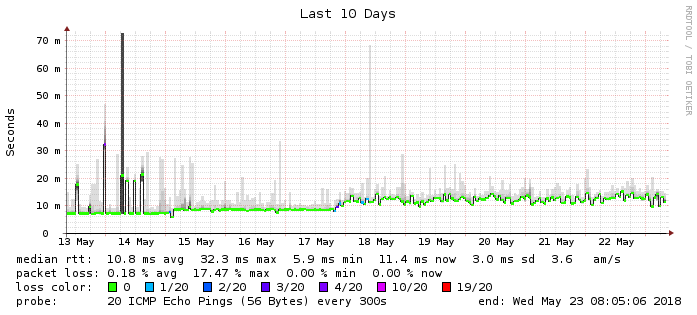 Last 10 Days
RRDTOOL / TOBI OETIKER
Seconds
70 m
60 m
50 m
40 m
30 m
20 m
10 m
0
13 May 14 May 15 May 16 May 17 May 18 May 19 May 20 May 21 May 22 May
median rtt: 10.8 ms avg 32.3 ms max 5.9 ms min 11.4 ms now 3.0 ms sd 3.6 am/s
packet loss: 0.18 % avg 17.47 % max 0.00 % min 0.00 % now
loss color: 0 1/20 2/20 3/20 4/20 10/20 19/20
probe: 20 ICMP Echo Pings (56 Bytes) every 300s end: Wed May 23 08:05:06 2018